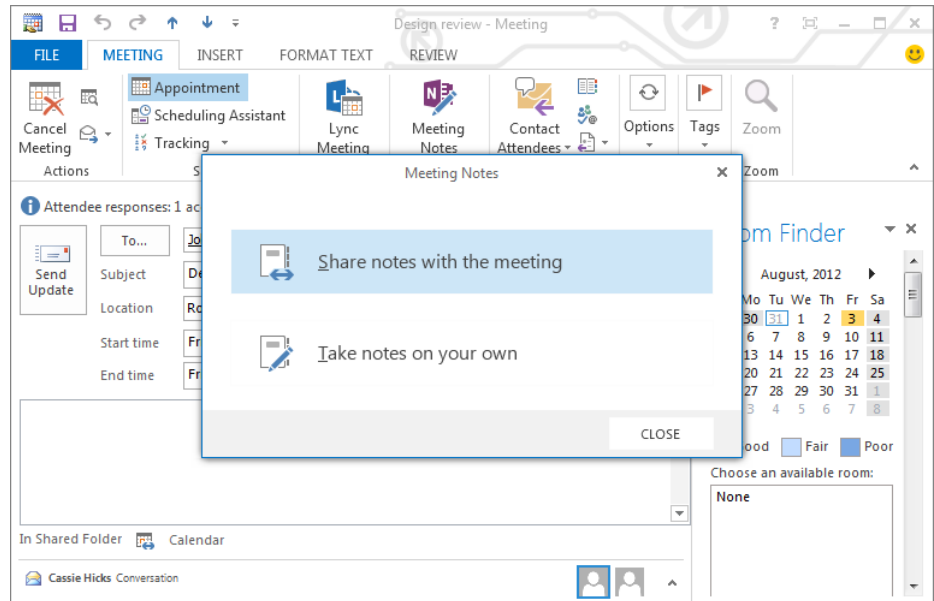 Design review - Meeting
FILE MEETING INSERT FORMAT TEXT REVIEW
Cancel Meeting
Appointment
Scheduling Assistant
Tracking
Lync Meeting
Meeting Notes
Contact Attendees
Options
Tags
Zoom
Actions
S
Zoom
Meeting Notes
Attendee responses: 1 ac
Send Update
To... Jo
Subject De
Location Ro
Start time Fr
End time Fr
Share notes with the meeting
Take notes on your own
CLOSE
om Finder
August, 2012
Mo Tu We Th Fr Sa
30 31 1 2 3 4
6 7 8 9 10 11
13 14 15 16 17 18
20 21 22 23 24 25
27 28 29 30 31 1
3 4 5 6 7 8
ood Fair Poor
Choose an available room:
None
In Shared Folder Calendar
Cassie Hicks Conversation